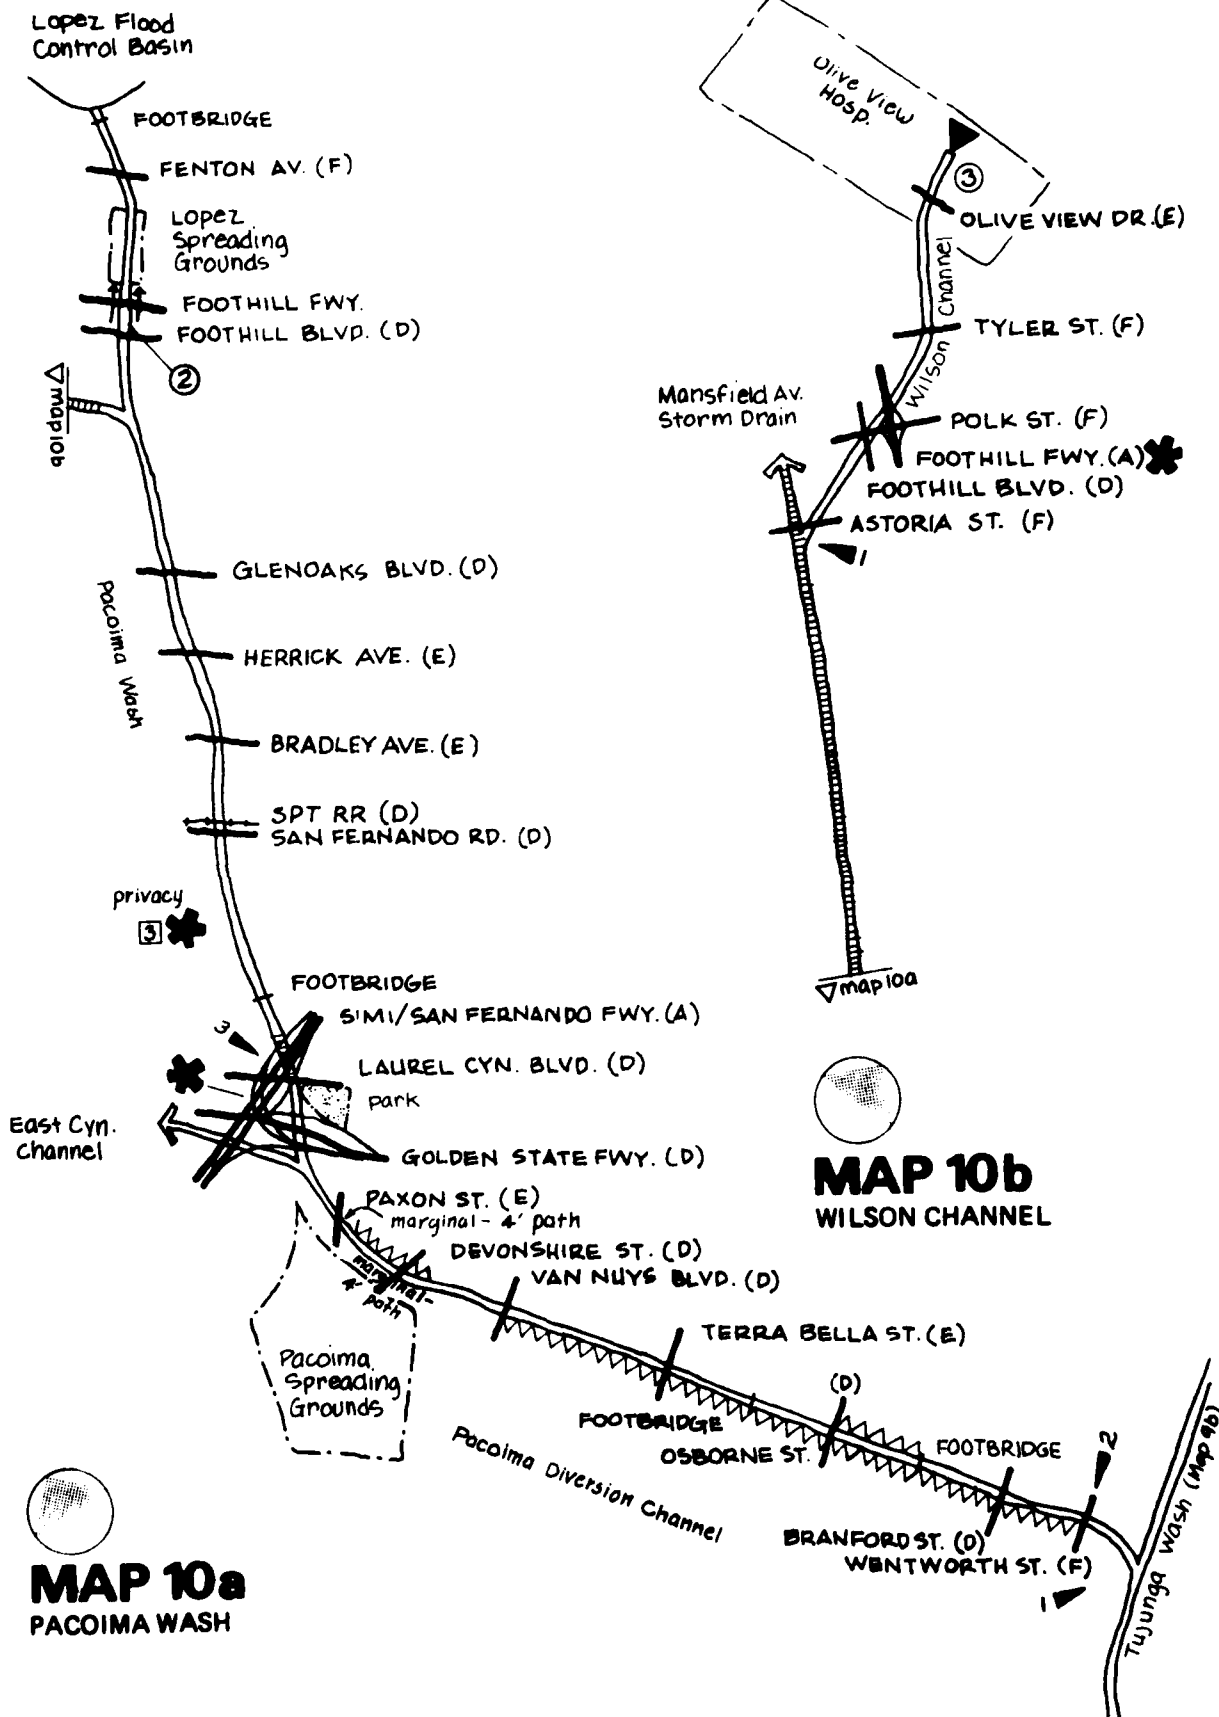 Lopez Flood
Control Basin
FOOTBRIDGE
FENTON AV. (F)
Lopez
Spreading
Grounds
FOOTHILL FWY.
FOOTHILL BLVD. (D)
2
map10b
GLENOAKS BLVD. (D)
Pacoima Wash
HERRICK AVE. (E)
BRADLEY AVE. (E)
SPT RR (D)
SAN FERNANDO RD. (D)
privacy
3
FOOTBRIDGE
SIMI/SAN FERNANDO FWY. (A)
3
LAUREL CYN. BLVD. (D)
park
East Cyn.
Channel
GOLDEN STATE FWY. (D)
PAXON ST. (E)
marginal - 4' path
DEVONSHIRE ST. (D)
marginal-
4' path
VAN NUYS BLVD. (D)
TERRA BELLA ST. (E)
Pacoima
Spreading
Grounds
(D)
FOOTBRIDGE
OSBORNE ST.
FOOTBRIDGE
Pacoima Diversion Channel
2
BRANFORD ST. (D)
WENTWORTH ST. (F)
1
Tujunga Wash (Map 9b)
MAP 10a
PACOIMA WASH
Olive View
Hosp.
3
OLIVE VIEW DR. (E)
Wilson Channel
TYLER ST. (F)
Mansfield Av.
Storm Drain
POLK ST. (F)
FOOTHILL FWY. (A)
FOOTHILL BLVD. (D)
ASTORIA ST. (F)
1
map10a
MAP 10b
WILSON CHANNEL